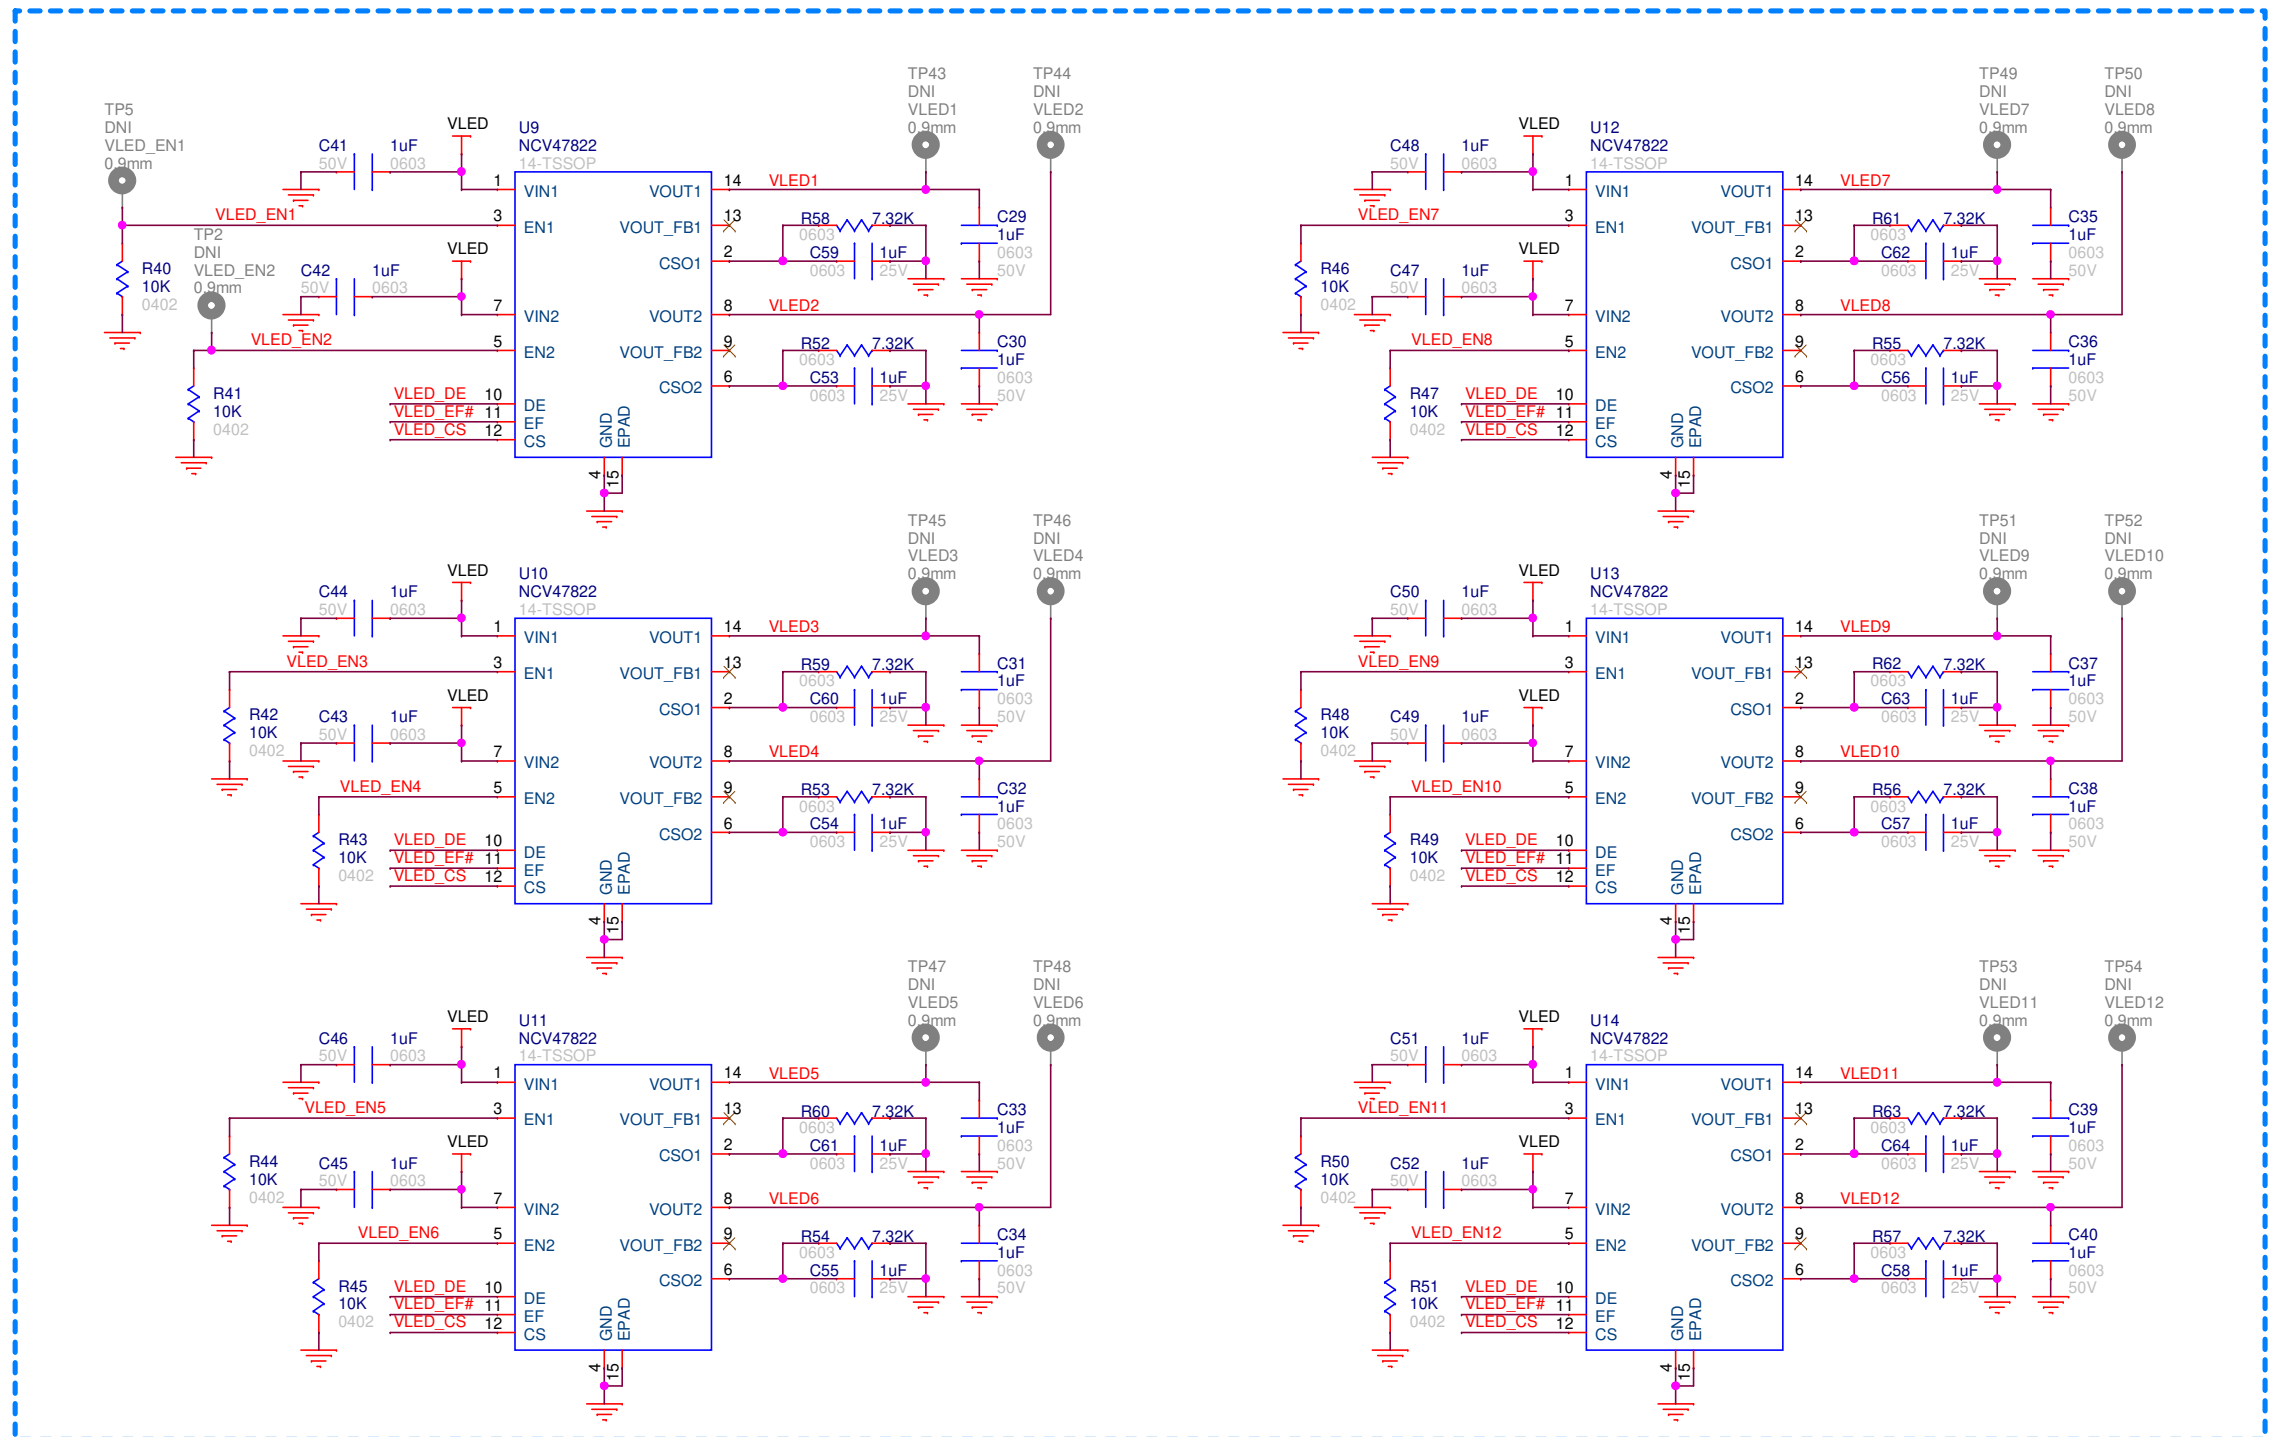 TP5
DNI
VLED_EN1
0.9mm
C41
50V
1uF
0603
VLED
U9
NCV47822
14-TSSOP
TP43
DNI
VLED1
0.9mm
TP44
DNI
VLED2
0.9mm
VLED_EN1
TP2
DNI
VLED_EN2
0.9mm
R40
10K
0402
C42
50V
1uF
0603
VLED
VLED_EN2
R41
10K
0402
VLED_DE
VLED_EF#
VLED_CS
1 VIN1
3 EN1
7 VIN2
5 EN2
10 DE
11 EF
12 CS
GND 4
EPAD 15
VOUT1 14 VLED1
VOUT_FB1 13
CSO1 2
VOUT2 8 VLED2
VOUT_FB2 9
CSO2 6
R58 7.32K
0603
C59 1uF
0603 25V
C29
1uF
0603
50V
R52 7.32K
0603
C53 1uF
0603 25V
C30
1uF
0603
50V
C48
50V
1uF
0603
VLED
U12
NCV47822
14-TSSOP
TP49
DNI
VLED7
0.9mm
TP50
DNI
VLED8
0.9mm
VLED_EN7
R46
10K
0402
C47
50V
1uF
0603
VLED
VLED_EN8
R47
10K
0402
VLED_DE
VLED_EF#
VLED_CS
1 VIN1
3 EN1
7 VIN2
5 EN2
10 DE
11 EF
12 CS
GND 4
EPAD 15
VOUT1 14 VLED7
VOUT_FB1 13
CSO1 2
VOUT2 8 VLED8
VOUT_FB2 9
CSO2 6
R61 7.32K
0603
C62 1uF
0603 25V
C35
1uF
0603
50V
R55 7.32K
0603
C56 1uF
0603 25V
C36
1uF
0603
50V
C44
50V
1uF
0603
VLED
U10
NCV47822
14-TSSOP
TP45
DNI
VLED3
0.9mm
TP46
DNI
VLED4
0.9mm
VLED_EN3
R42
10K
0402
C43
50V
1uF
0603
VLED
VLED_EN4
R43
10K
0402
VLED_DE
VLED_EF#
VLED_CS
1 VIN1
3 EN1
7 VIN2
5 EN2
10 DE
11 EF
12 CS
GND 4
EPAD 15
VOUT1 14 VLED3
VOUT_FB1 13
CSO1 2
VOUT2 8 VLED4
VOUT_FB2 9
CSO2 6
R59 7.32K
0603
C60 1uF
0603 25V
C31
1uF
0603
50V
R53 7.32K
0603
C54 1uF
0603 25V
C32
1uF
0603
50V
C50
50V
1uF
0603
VLED
U13
NCV47822
14-TSSOP
TP51
DNI
VLED9
0.9mm
TP52
DNI
VLED10
0.9mm
VLED_EN9
R48
10K
0402
C49
50V
1uF
0603
VLED
VLED_EN10
R49
10K
0402
VLED_DE
VLED_EF#
VLED_CS
1 VIN1
3 EN1
7 VIN2
5 EN2
10 DE
11 EF
12 CS
GND 4
EPAD 15
VOUT1 14 VLED9
VOUT_FB1 13
CSO1 2
VOUT2 8 VLED10
VOUT_FB2 9
CSO2 6
R62 7.32K
0603
C63 1uF
0603 25V
C37
1uF
0603
50V
R56 7.32K
0603
C57 1uF
0603 25V
C38
1uF
0603
50V
C46
50V
1uF
0603
VLED
U11
NCV47822
14-TSSOP
TP47
DNI
VLED5
0.9mm
TP48
DNI
VLED6
0.9mm
VLED_EN5
R44
10K
0402
C45
50V
1uF
0603
VLED
VLED_EN6
R45
10K
0402
VLED_DE
VLED_EF#
VLED_CS
1 VIN1
3 EN1
7 VIN2
5 EN2
10 DE
11 EF
12 CS
GND 4
EPAD 15
VOUT1 14 VLED5
VOUT_FB1 13
CSO1 2
VOUT2 8 VLED6
VOUT_FB2 9
CSO2 6
R60 7.32K
0603
C61 1uF
0603 25V
C33
1uF
0603
50V
R54 7.32K
0603
C55 1uF
0603 25V
C34
1uF
0603
50V
C51
50V
1uF
0603
VLED
U14
NCV47822
14-TSSOP
TP53
DNI
VLED11
0.9mm
TP54
DNI
VLED12
0.9mm
VLED_EN11
R50
10K
0402
C52
50V
1uF
0603
VLED
VLED_EN12
R51
10K
0402
VLED_DE
VLED_EF#
VLED_CS
1 VIN1
3 EN1
7 VIN2
5 EN2
10 DE
11 EF
12 CS
GND 4
EPAD 15
VOUT1 14 VLED11
VOUT_FB1 13
CSO1 2
VOUT2 8 VLED12
VOUT_FB2 9
CSO2 6
R63 7.32K
0603
C64 1uF
0603 25V
C39
1uF
0603
50V
R57 7.32K
0603
C58 1uF
0603 25V
C40
1uF
0603
50V